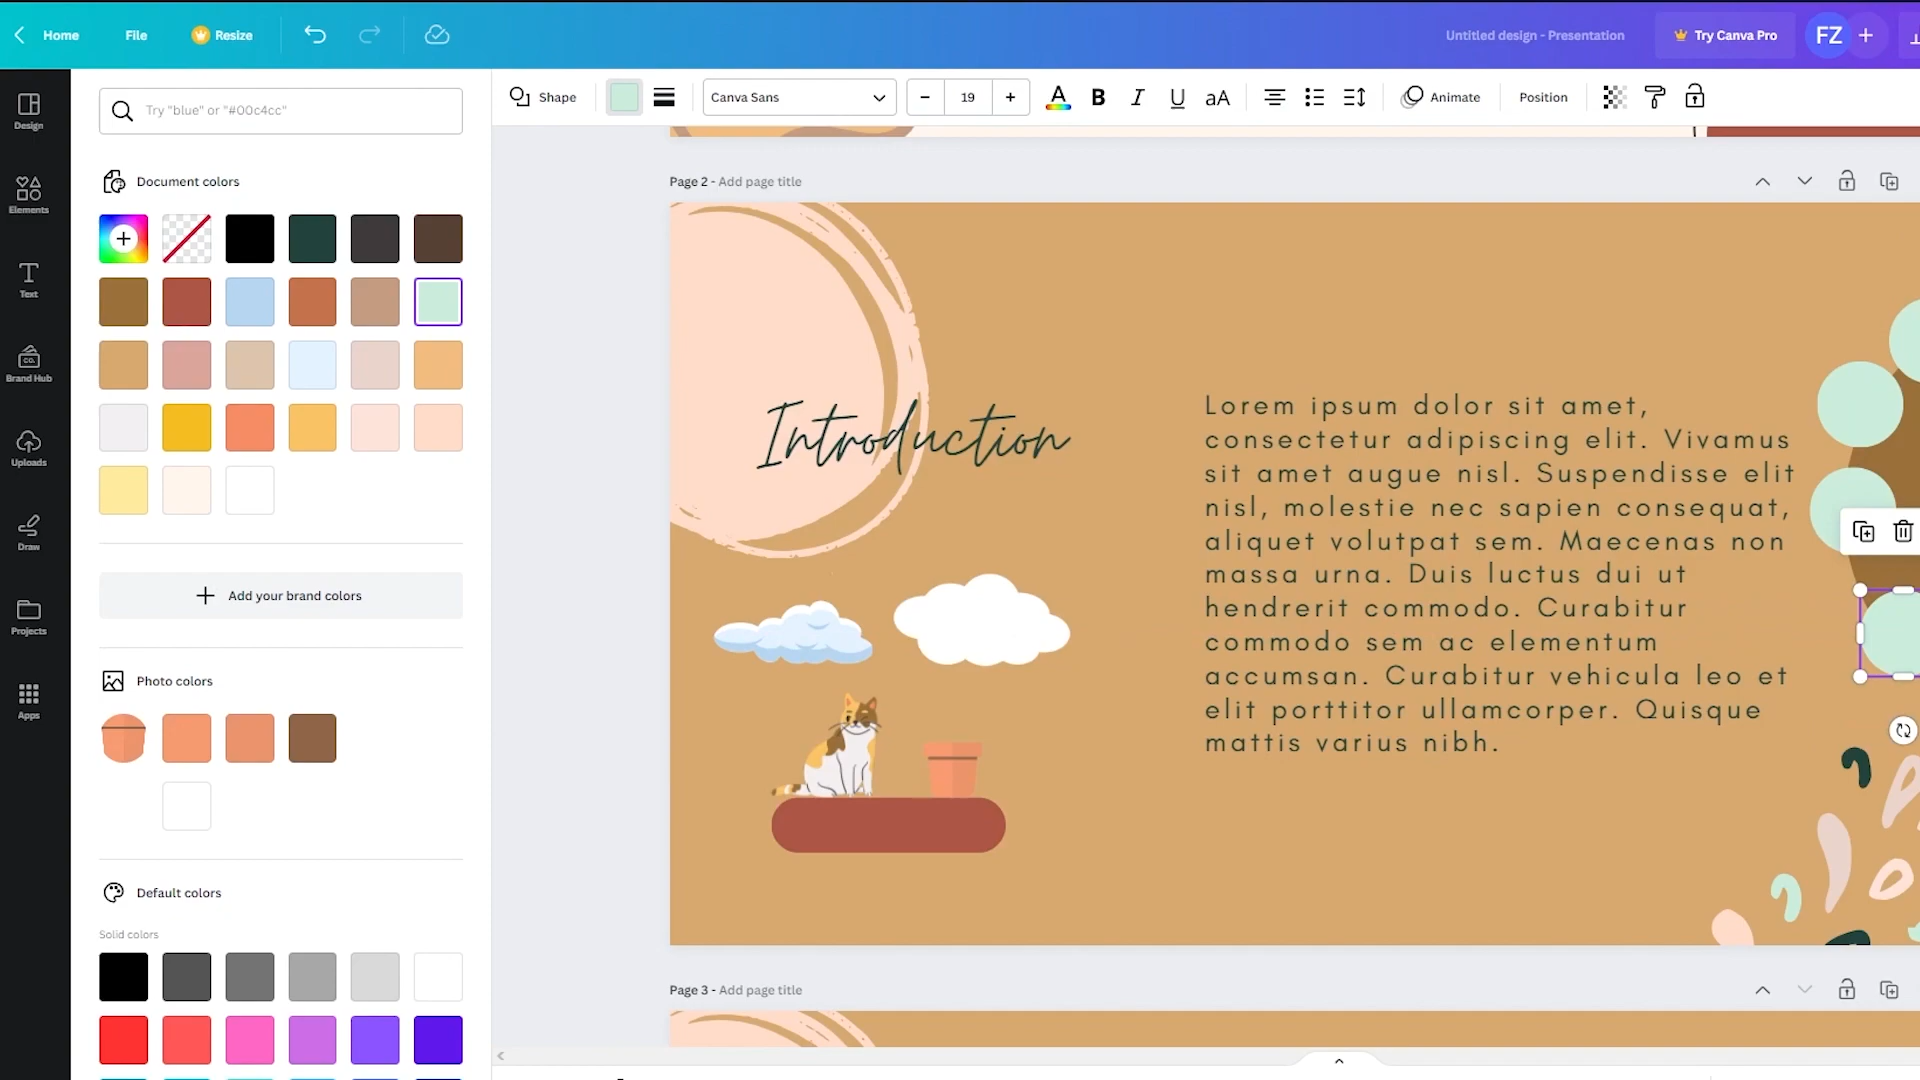 Home File Resize Untitled design - Presentation Try Canva Pro FZ
Shape Canva Sans 19 A B I U aA Animate Position
Design
Elements
Text
CO.
Brand Hub
Uploads
Draw
Projects
Apps
Try "blue" or "#00c4cc"
Document colors
Add your brand colors
Photo colors
Default colors
Solid colors
Page 2 - Add page title
Introduction
Lorem ipsum dolor sit amet,
consectetur adipiscing elit. Vivamus
sit amet augue nisl. Suspendisse elit
nisl, molestie nec sapien consequat,
aliquet volutpat sem. Maecenas non
massa urna. Duis luctus dui ut
hendrerit commodo. Curabitur
commodo sem ac elementum
accumsan. Curabitur vehicula leo et
elit porttitor ullamcorper. Quisque
mattis varius nibh.
Page 3 - Add page title